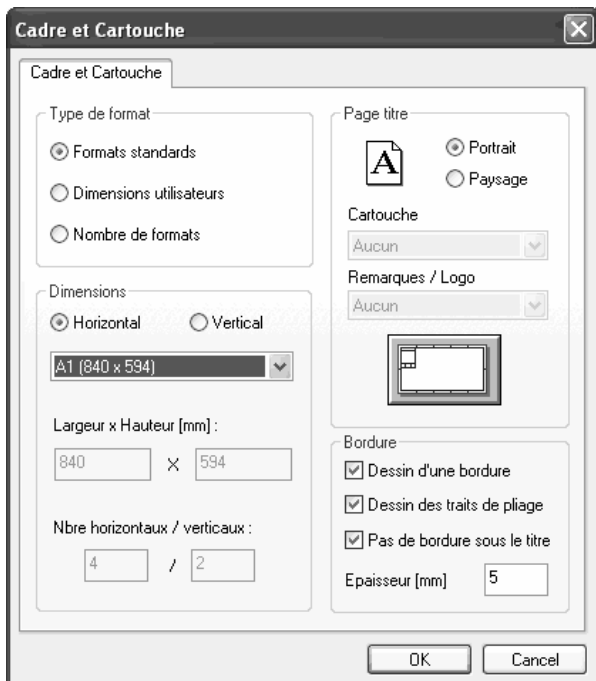 Cadre et Cartouche
Cadre et Cartouche
Type de format
Formats standards
Dimensions utilisateurs
Nombre de formats
Dimensions
Horizontal
Vertical
A1 (840 x 594)
Largeur x Hauteur [mm] :
840 X 594
Nbre horizontaux / verticaux :
4 / 2
Page titre
A
Portrait
Paysage
Cartouche
Aucun
Remarques / Logo
Aucun
Bordure
Dessin d'une bordure
Dessin des traits de pliage
Pas de bordure sous le titre
Epaisseur [mm] 5
OK Cancel